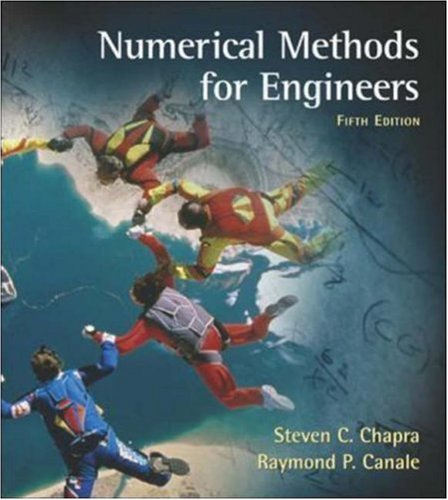 Numerical Methods
for Engineers
FIFTH EDITION
Steven C. Chapra
Raymond P. Canale